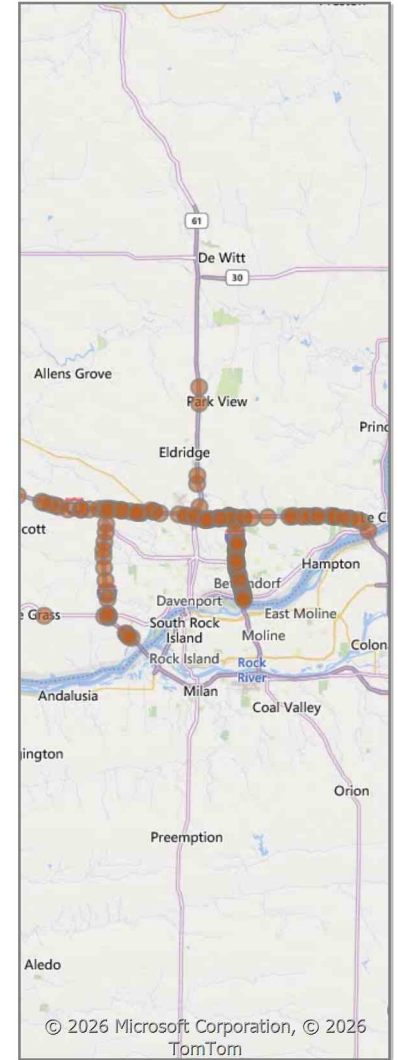 61
De Witt
30
Allens Grove
Park View
Princ
Eldridge
cott
e C
Hampton
Bettendorf
e Grass
Davenport
East Moline
South Rock
Island
Moline
Colon
Rock Island
Rock
River
Andalusia
Milan
Coal Valley
ington
Orion
Preemption
Aledo
© 2026 Microsoft Corporation, © 2026
TomTom